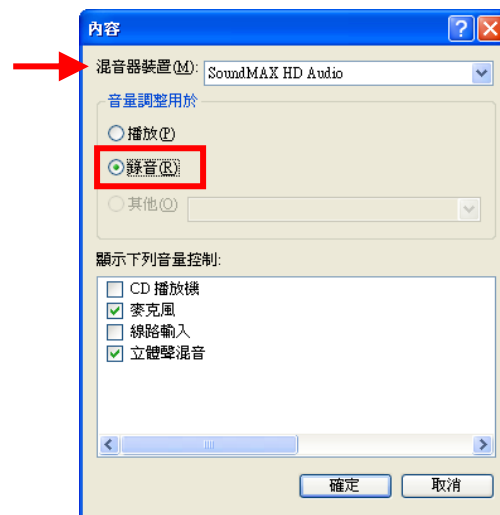 內容
混音器裝置(M): SoundMAX HD Audio
音量調整用於
播放(P)
錄音(R)
其他(O)
顯示下列音量控制:
CD 播放機
麥克風
線路輸入
立體聲混音
確定 取消